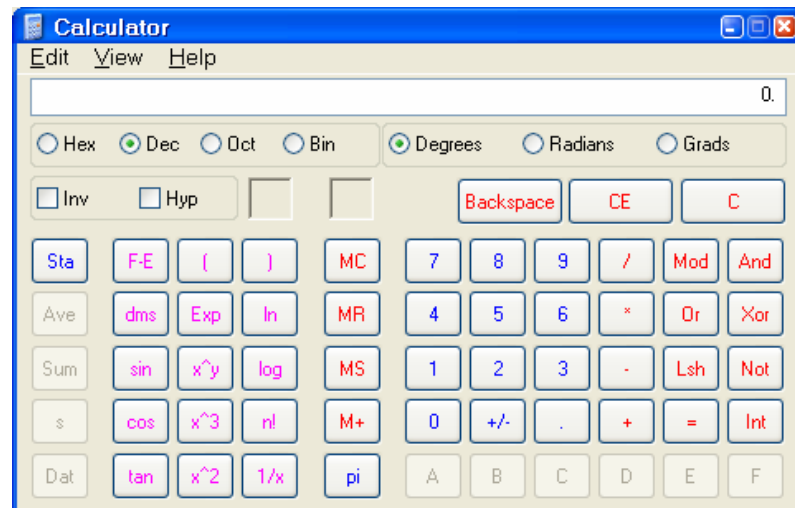 Calculator
Edit View Help
0.
Hex Dec Oct Bin Degrees Radians Grads
Inv Hyp Backspace CE C
Sta F-E ( ) MC 7 8 9 / Mod And
Ave dms Exp ln MR 4 5 6 * Or Xor
Sum sin x^y log MS 1 2 3 - Lsh Not
s cos x^3 n! M+ 0 +/- . + = Int
Dat tan x^2 1/x pi A B C D E F